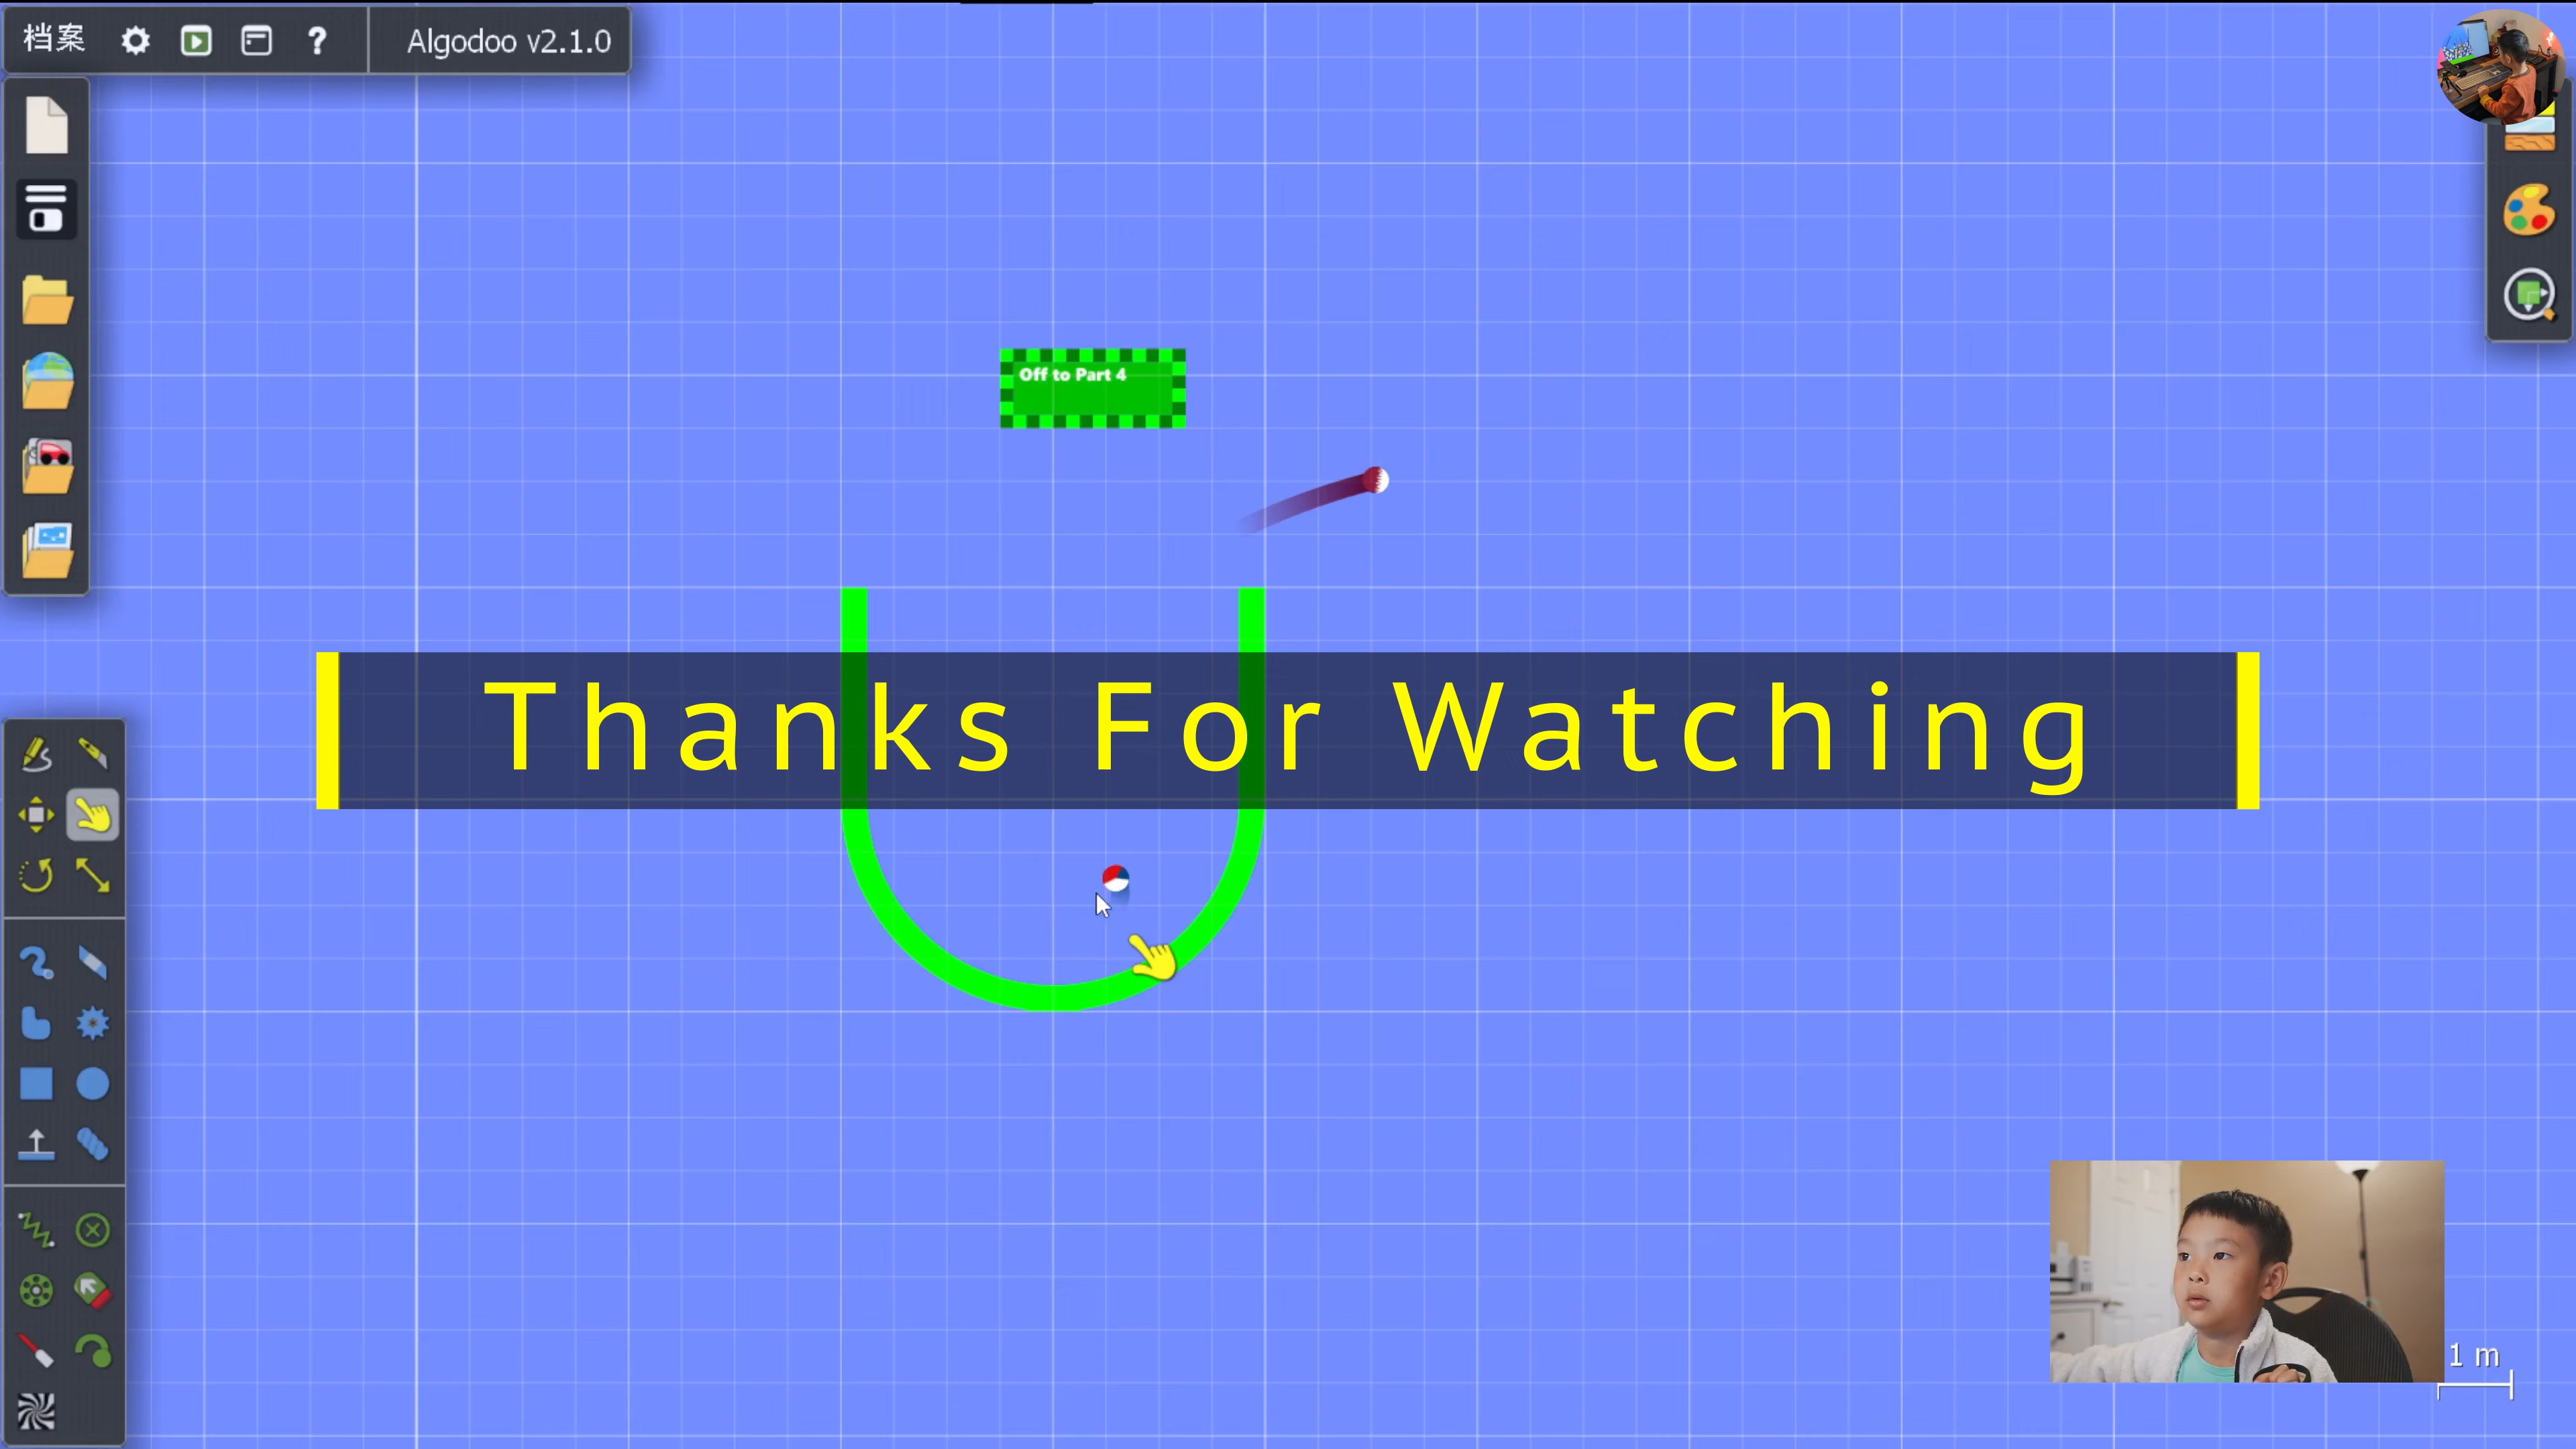 档案
? Algodoo v2.1.0
Off to Part 4
Thanks For Watching
1 m